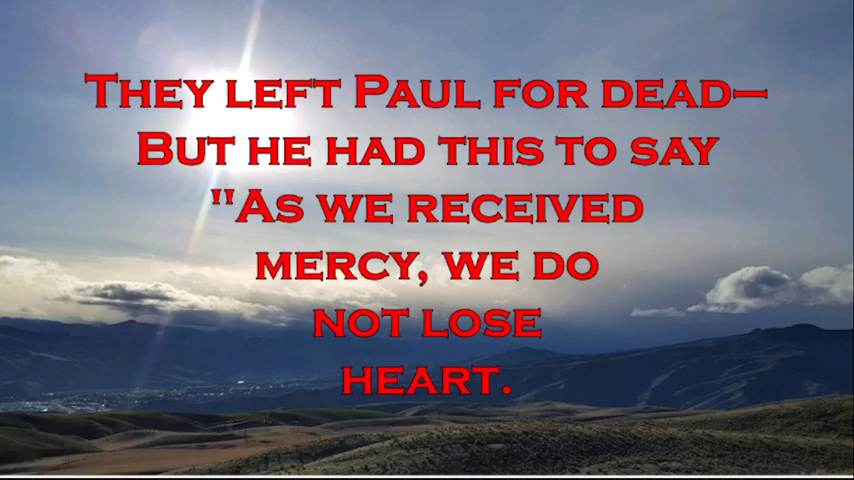 They left Paul for dead—
But he had this to say
"As we received
mercy, we do
not lose
heart.